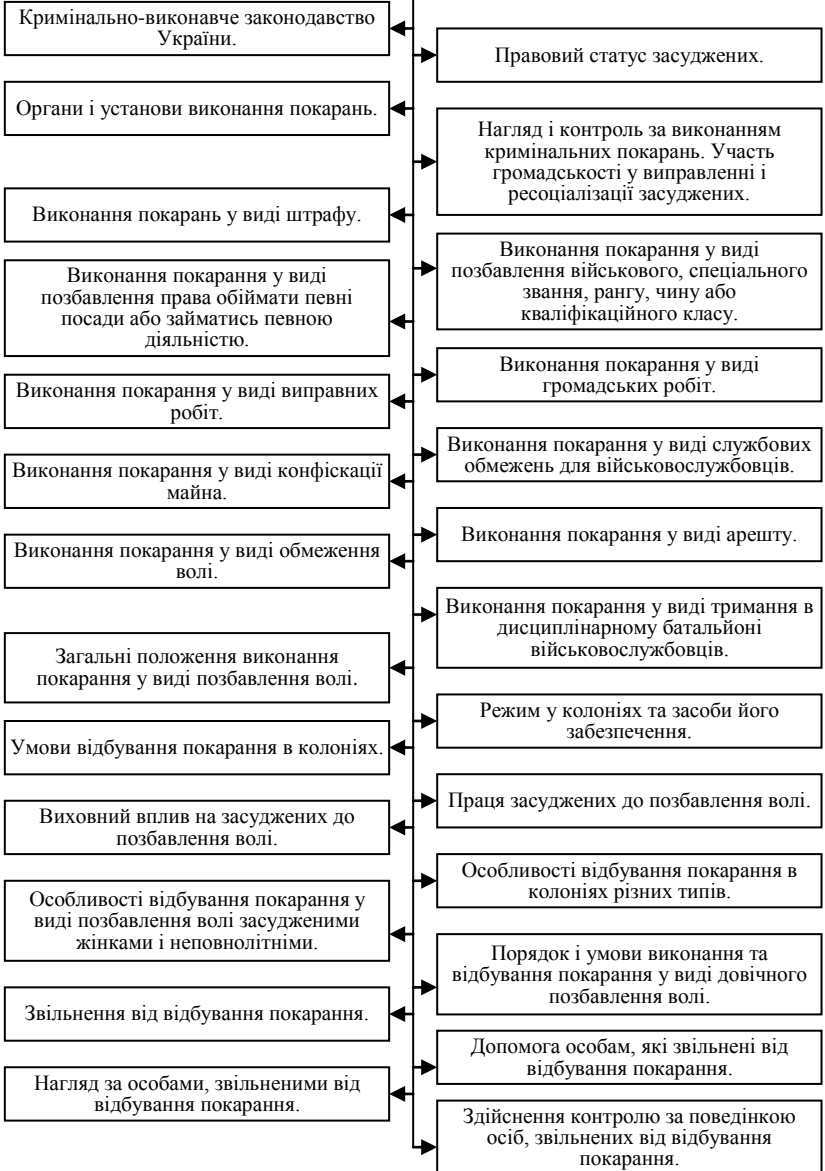 Кримінально-виконавче законодавство
України.
Правовий статус засуджених.
Органи і установи виконання покарань.
Нагляд і контроль за виконанням
кримінальних покарань. Участь
громадськості у виправленні і
ресоціалізації засуджених.
Виконання покарань у виді штрафу.
Виконання покарання у виді
позбавлення військового, спеціального
звання, рангу, чину або
кваліфікаційного класу.
Виконання покарання у виді
позбавлення права обіймати певні
посади або займатись певною
діяльністю.
Виконання покарання у виді
громадських робіт.
Виконання покарання у виді виправних
робіт.
Виконання покарання у виді службових
обмежень для військовослужбовців.
Виконання покарання у виді конфіскації
майна.
Виконання покарання у виді арешту.
Виконання покарання у виді обмеження
волі.
Виконання покарання у виді тримання в
дисциплінарному батальйоні
військовослужбовців.
Загальні положення виконання
покарання у виді позбавлення волі.
Режим у колоніях та засоби його
забезпечення.
Умови відбування покарання в колоніях.
Праця засуджених до позбавлення волі.
Виховний вплив на засуджених до
позбавлення волі.
Особливості відбування покарання в
колоніях різних типів.
Особливості відбування покарання у
виді позбавлення волі засудженими
жінками і неповнолітніми.
Порядок і умови виконання та
відбування покарання у виді довічного
позбавлення волі.
Звільнення від відбування покарання.
Допомога особам, які звільнені від
відбування покарання.
Нагляд за особами, звільненими від
відбування покарання.
Здійснення контролю за поведінкою
осіб, звільнених від відбування
покарання.